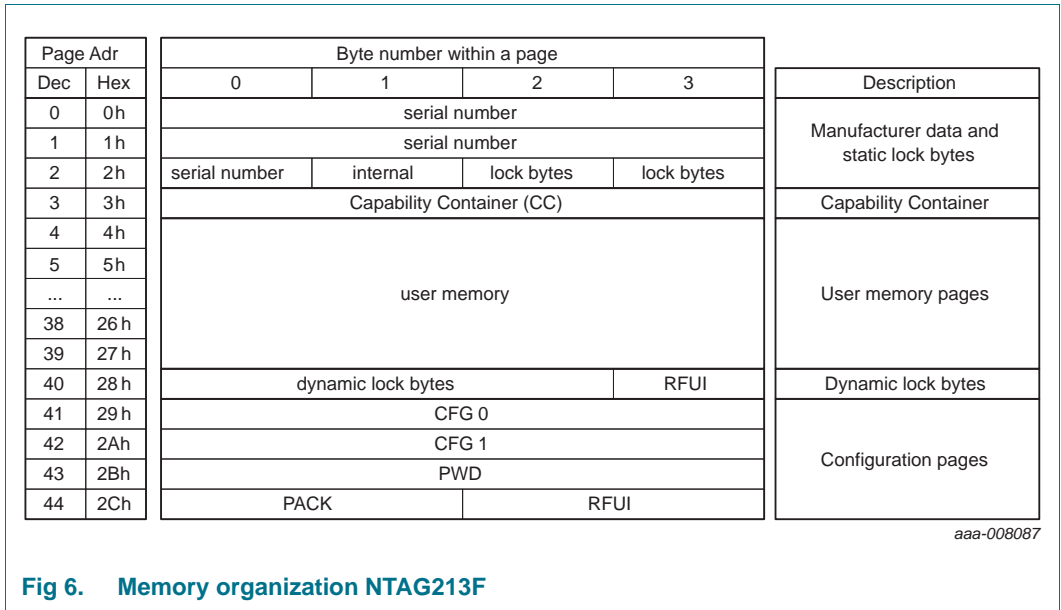 Page Adr Byte number within a page
Dec Hex 0 1 2 3 Description
0 0h serial number
1 1h serial number
Manufacturer data and
static lock bytes
2 2h serial number internal lock bytes lock bytes
3 3h Capability Container (CC) Capability Container
4 4h
5 5h
... ... user memory User memory pages
38 26h
39 27h
40 28h dynamic lock bytes RFUI Dynamic lock bytes
41 29h CFG 0
42 2Ah CFG 1
Configuration pages
43 2Bh PWD
44 2Ch PACK RFUI
aaa-008087
Fig 6. Memory organization NTAG213F